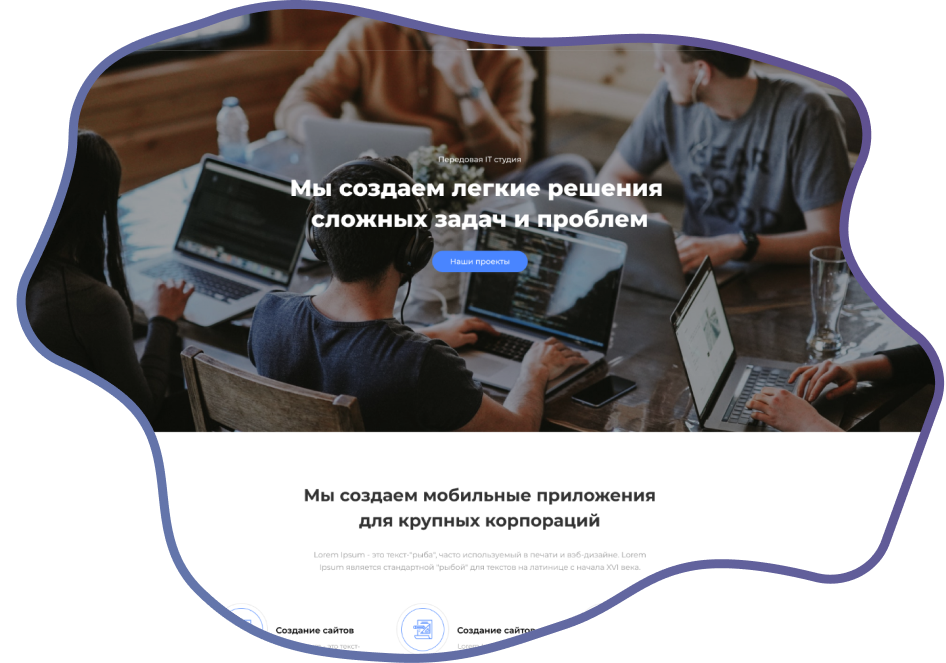 Передовая IT студия
Мы создаем легкие решения
сложных задач и проблем
Наши проекты
Мы создаем мобильные приложения
для крупных корпораций
Lorem Ipsum - это текст-"рыба", часто используемый в печати и вэб-дизайне. Lorem
Ipsum является стандартной "рыбой" для текстов на латинице с начала XVI века.
Создание сайтов
Создание сайтов
- это текст-